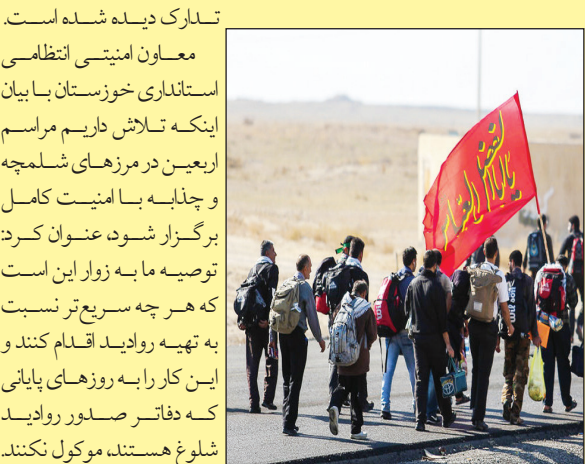 تدارک دیده شده است.
معاون امنیتی انتظامی
استانداری خوزستان با بیان
اینکه تلاش داریم مراسم
اربعین در مرزهای شلمچه
و چذابه با امنیت کامل
برگزار شود، عنوان کرد:
توصیه ما به زوار این است
که هر چه سریع‌تر نسبت
به تهیه روادید اقدام کنند و
این کار را به روزهای پایانی
که دفاتر صدور روادید
شلوغ هستند، موکول نکنند.